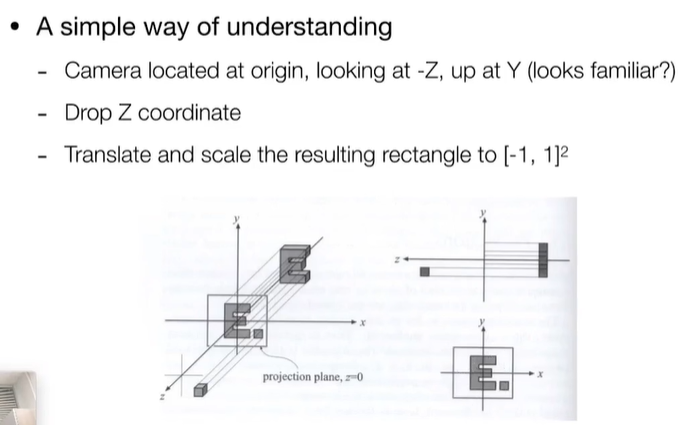 • A simple way of understanding
- Camera located at origin, looking at -Z, up at Y (looks familiar?)
- Drop Z coordinate
- Translate and scale the resulting rectangle to [-1, 1]²
y
E
E.
x
z
projection plane, z=0
y
z
y
E.
x